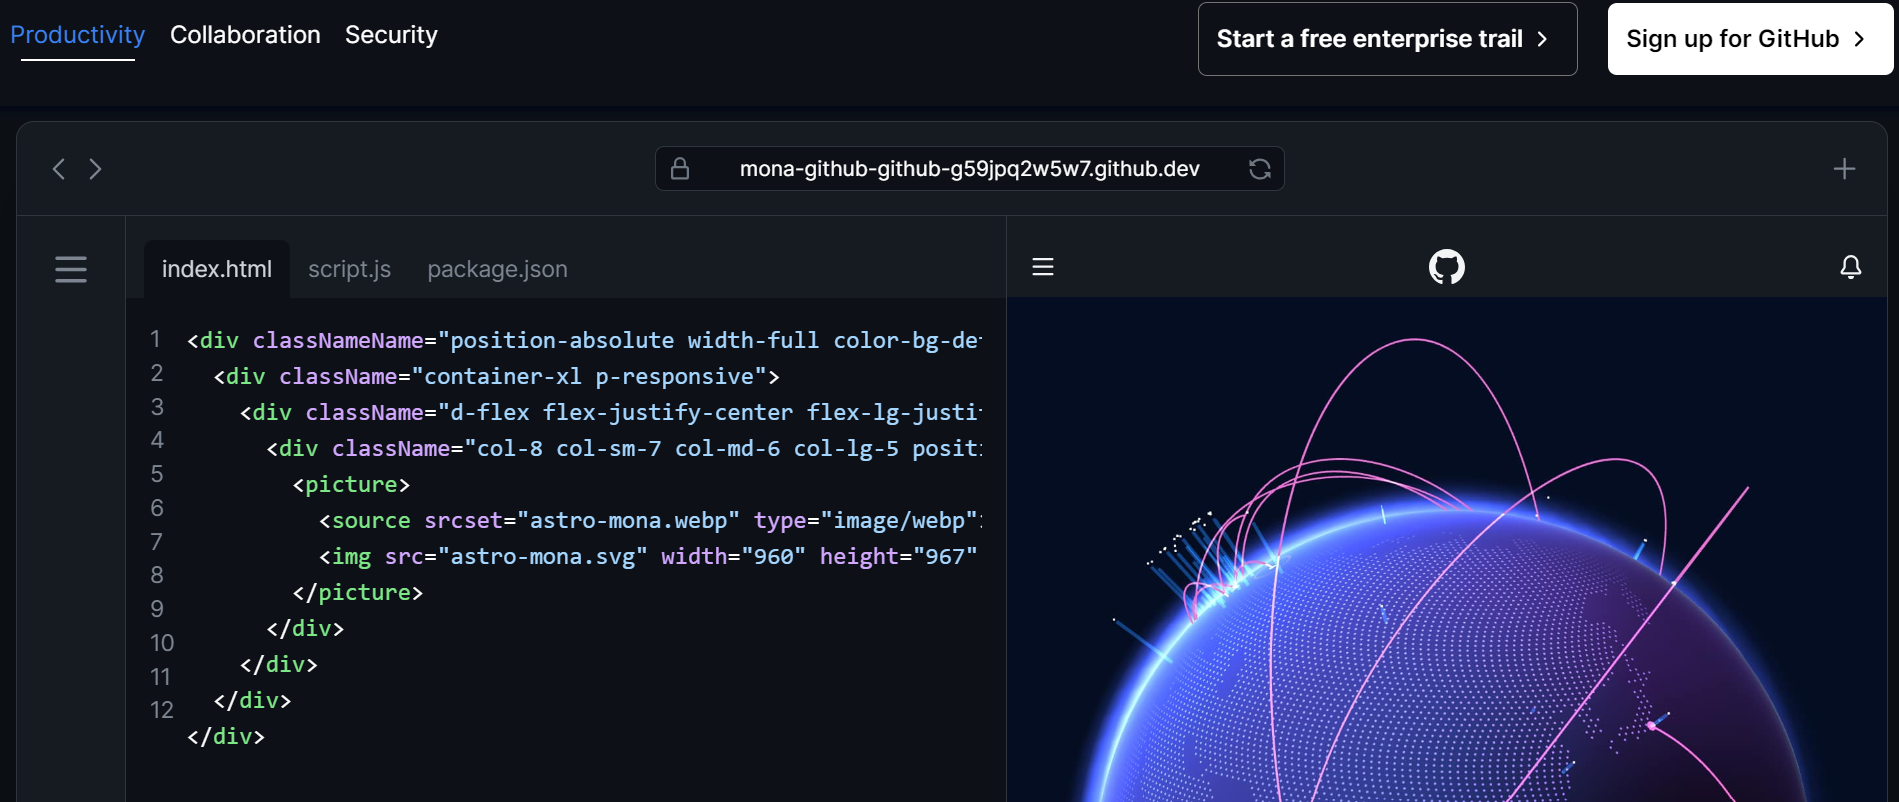 Productivity Collaboration Security
Start a free enterprise trail
Sign up for GitHub
mona-github-github-g59jpq2w5w7.github.dev
index.html script.js package.json
1 <div classNameName="position-absolute width-full color-bg-de
2 <div className="container-xl p-responsive">
3 <div className="d-flex flex-justify-center flex-lg-justi
4 <div className="col-8 col-sm-7 col-md-6 col-lg-5 posit
5 <picture>
6 <source srcset="astro-mona.webp" type="image/webp"
7 <img src="astro-mona.svg" width="960" height="967"
8 </picture>
9 </div>
10 </div>
11 </div>
12 </div>